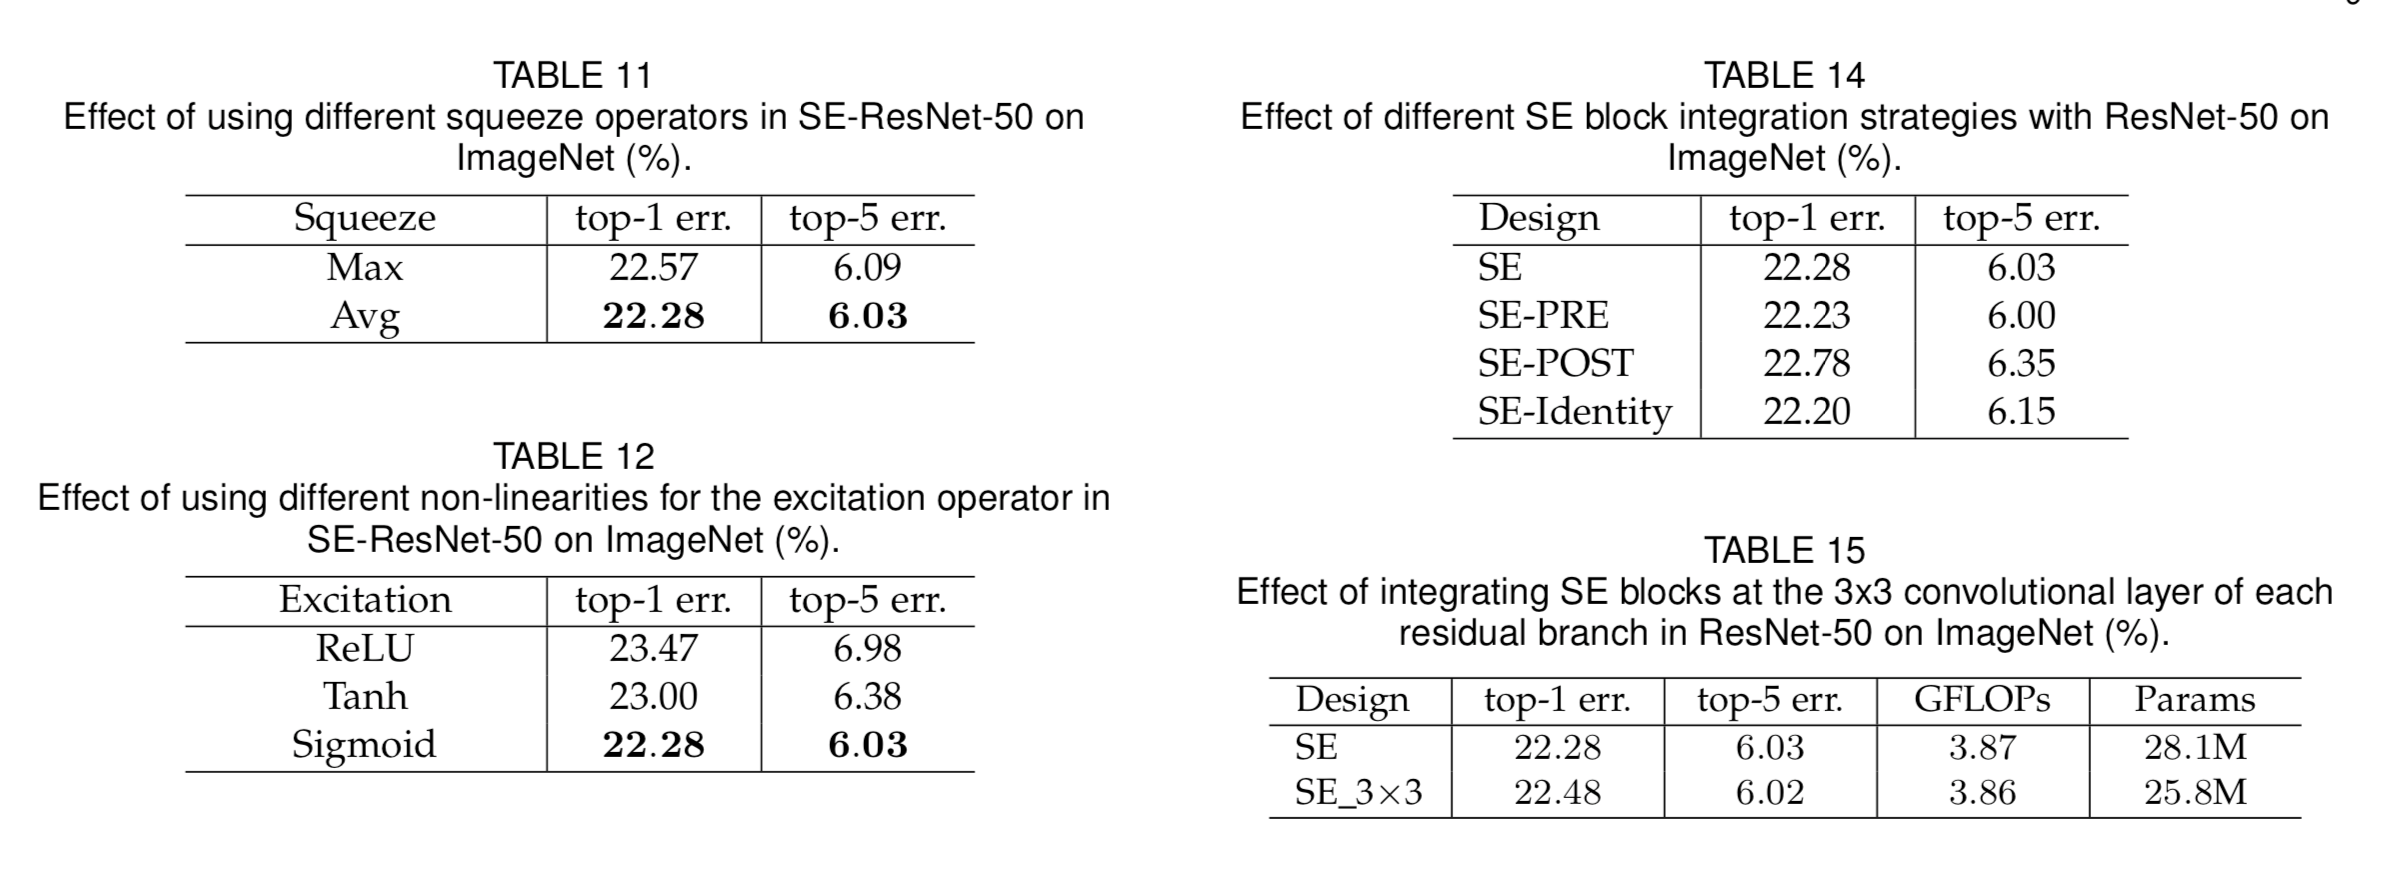 TABLE 11
Effect of using different squeeze operators in SE-ResNet-50 on
ImageNet (%).
Squeeze top-1 err. top-5 err.
Max 22.57 6.09
Avg 22.28 6.03
TABLE 12
Effect of using different non-linearities for the excitation operator in
SE-ResNet-50 on ImageNet (%).
Excitation top-1 err. top-5 err.
ReLU 23.47 6.98
Tanh 23.00 6.38
Sigmoid 22.28 6.03
TABLE 14
Effect of different SE block integration strategies with ResNet-50 on
ImageNet (%).
Design top-1 err. top-5 err.
SE 22.28 6.03
SE-PRE 22.23 6.00
SE-POST 22.78 6.35
SE-Identity 22.20 6.15
TABLE 15
Effect of integrating SE blocks at the 3x3 convolutional layer of each
residual branch in ResNet-50 on ImageNet (%).
Design top-1 err. top-5 err. GFLOPs Params
SE 22.28 6.03 3.87 28.1M
SE_3×3 22.48 6.02 3.86 25.8M